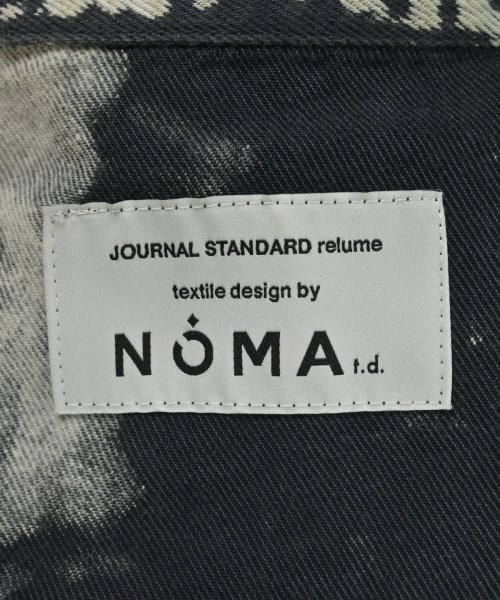 JOURNAL STANDARD relume
textile design by
NOMA t.d.